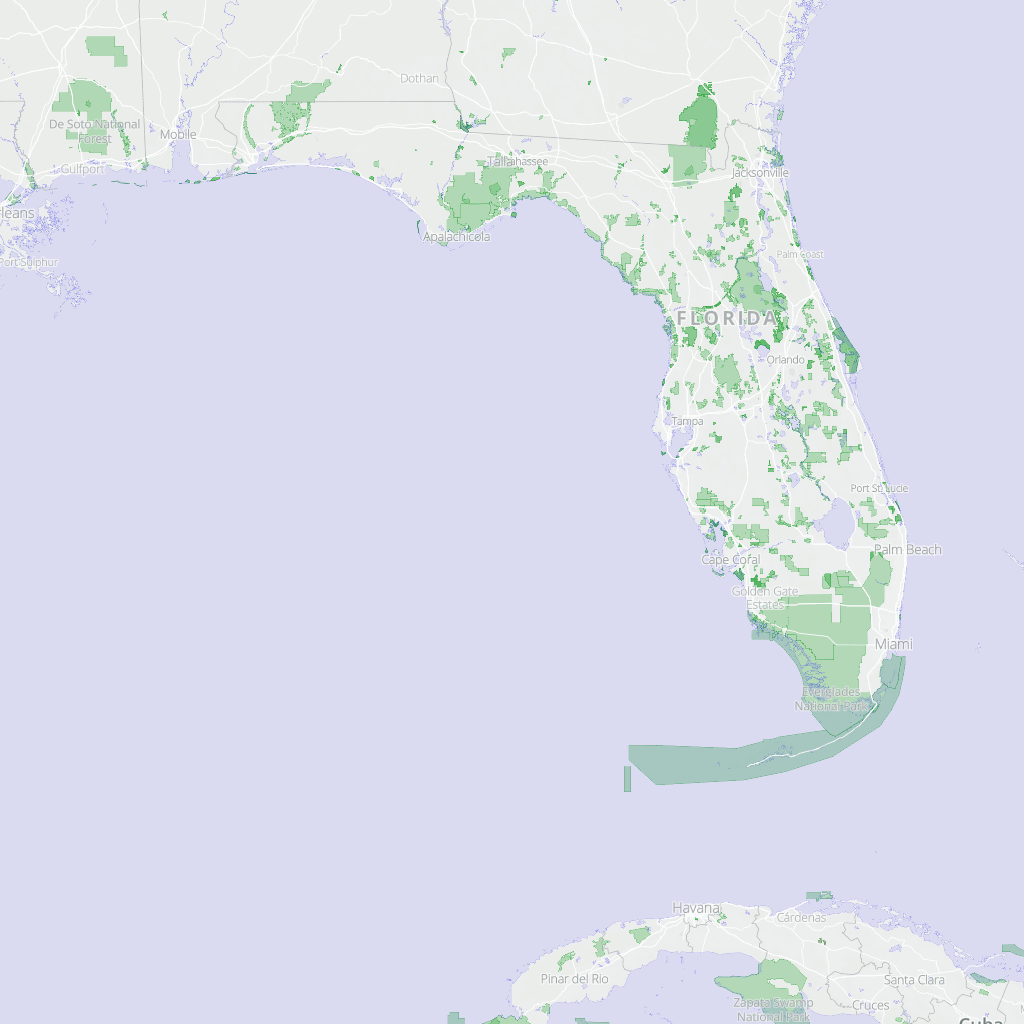 Dothan
De Soto National
Forest
Mobile
Gulfport
Tallahassee
Jacksonville
leans
Apalachicola
Port Sulphur
Palm Coast
FLORIDA
Orlando
Tampa
Port St. Lucie
Palm Beach
Cape Coral
Golden Gate
Estates
Miami
Everglades
National Park
Havana
Cárdenas
Pinar del Rio
Santa Clara
Zapata Swamp
National Park
Cruces
Cuba